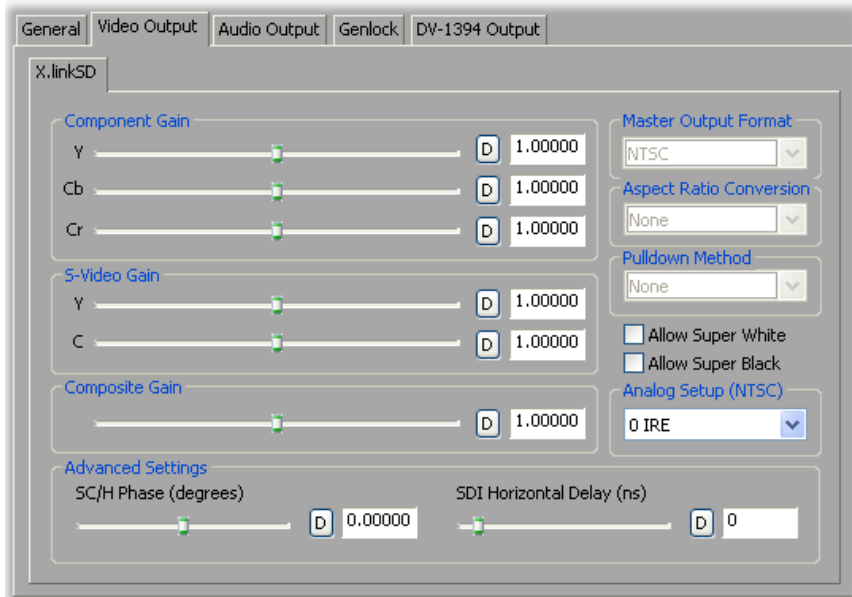 General Video Output Audio Output Genlock DV-1394 Output
X.linkSD
Component Gain
Y D 1.00000
Cb D 1.00000
Cr D 1.00000
S-Video Gain
Y D 1.00000
C D 1.00000
Composite Gain
D 1.00000
Master Output Format
NTSC
Aspect Ratio Conversion
None
Pulldown Method
None
Allow Super White
Allow Super Black
Analog Setup (NTSC)
0 IRE
Advanced Settings
SC/H Phase (degrees) SDI Horizontal Delay (ns)
D 0.00000 D 0